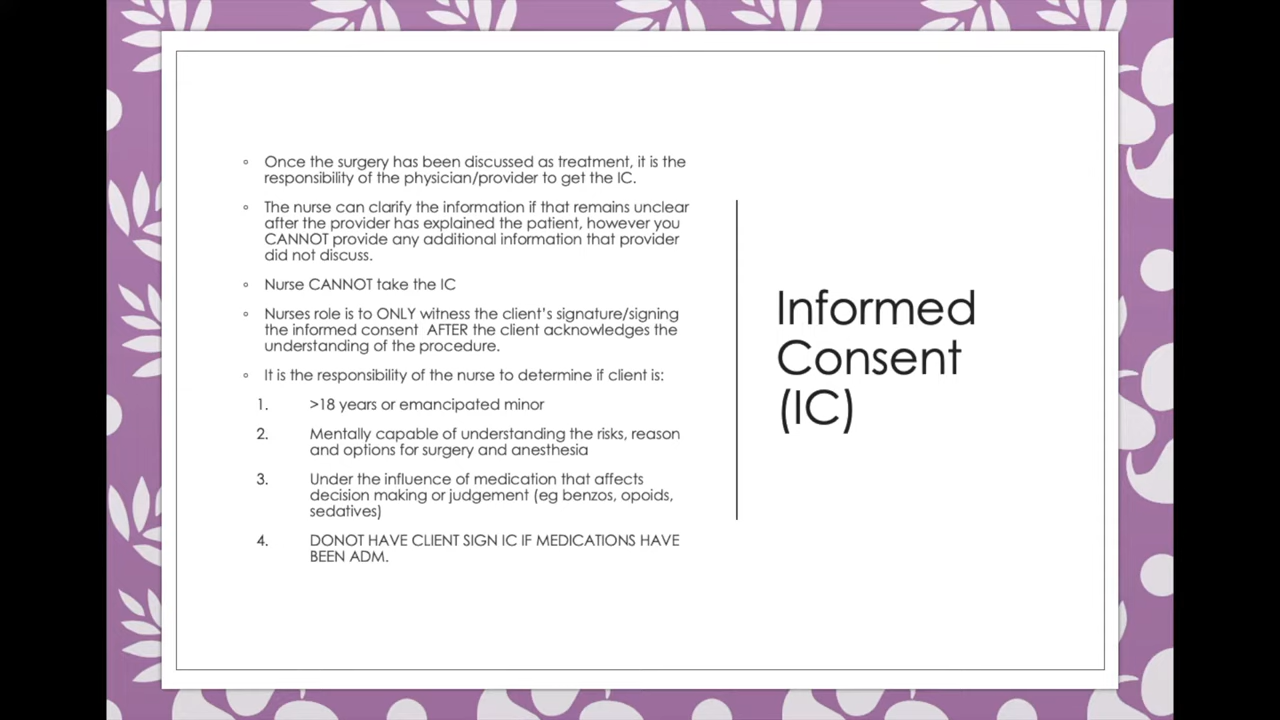 ◦ Once the surgery has been discussed as treatment, it is the
responsibility of the physician/provider to get the IC.
◦ The nurse can clarify the information if that remains unclear
after the provider has explained the patient, however you
CANNOT provide any additional information that provider
did not discuss.
◦ Nurse CANNOT take the IC
◦ Nurses role is to ONLY witness the client's signature/signing
the informed consent AFTER the client acknowledges the
understanding of the procedure.
◦ It is the responsibility of the nurse to determine if client is:
1. >18 years or emancipated minor
2. Mentally capable of understanding the risks, reason
and options for surgery and anesthesia
3. Under the influence of medication that affects
decision making or judgement (eg benzos, opoids,
sedatives)
4. DONOT HAVE CLIENT SIGN IC IF MEDICATIONS HAVE
BEEN ADM.
Informed
Consent
(IC)